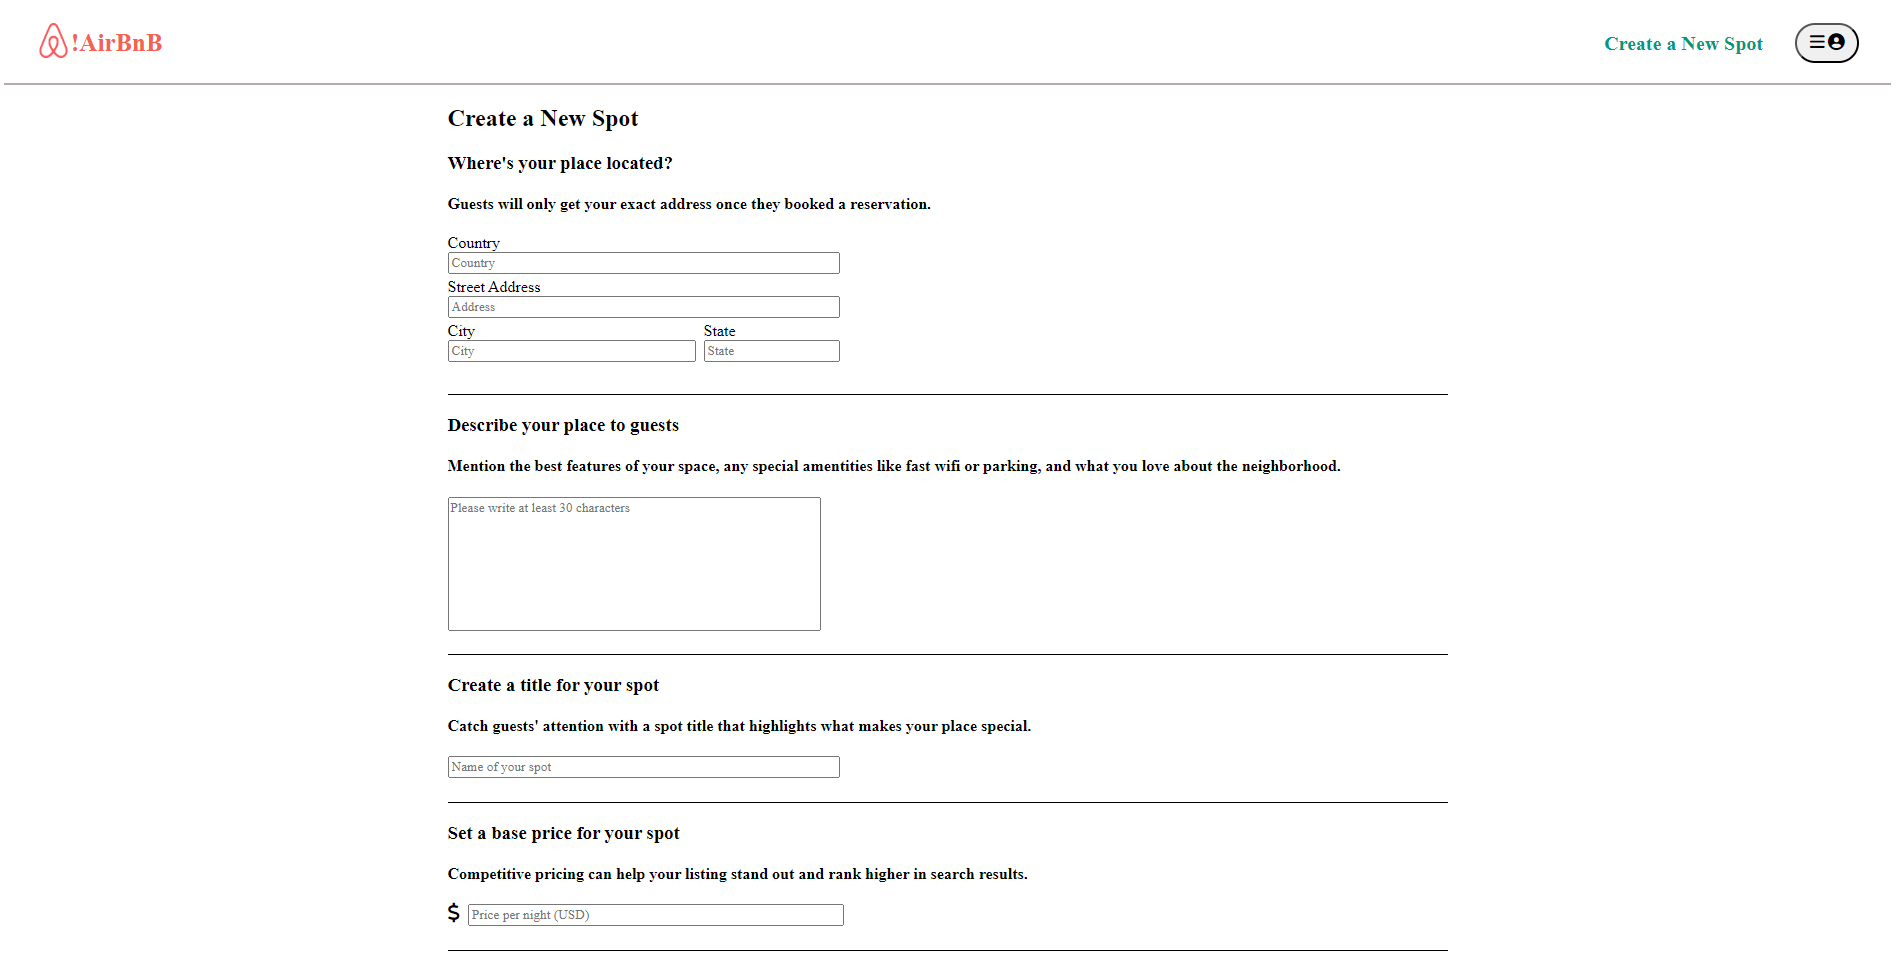 !AirBnB
Create a New Spot
Create a New Spot
Where's your place located?
Guests will only get your exact address once they booked a reservation.
Country
Country
Street Address
Address
City State
City State
Describe your place to guests
Mention the best features of your space, any special amentities like fast wifi or parking, and what you love about the neighborhood.
Please write at least 30 characters
Create a title for your spot
Catch guests' attention with a spot title that highlights what makes your place special.
Name of your spot
Set a base price for your spot
Competitive pricing can help your listing stand out and rank higher in search results.
$ Price per night (USD)